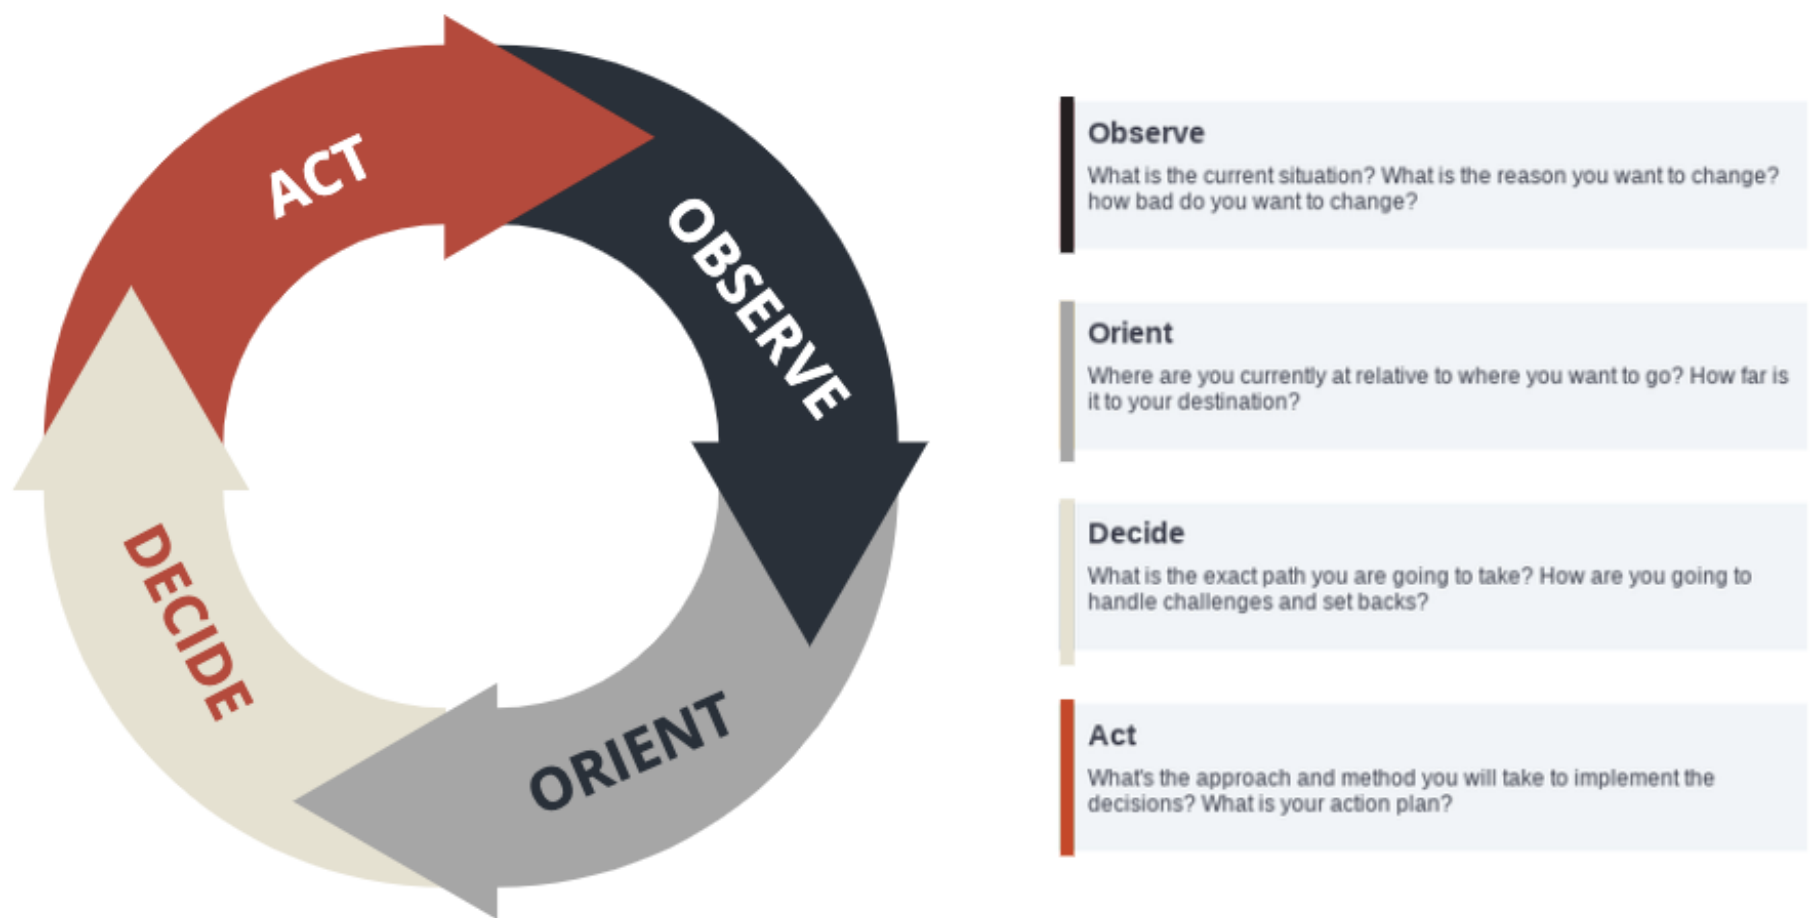 ACT
OBSERVE
ORIENT
DECIDE
Observe
What is the current situation? What is the reason you want to change?
how bad do you want to change?
Orient
Where are you currently at relative to where you want to go? How far is
it to your destination?
Decide
What is the exact path you are going to take? How are you going to
handle challenges and set backs?
Act
What's the approach and method you will take to implement the
decisions? What is your action plan?